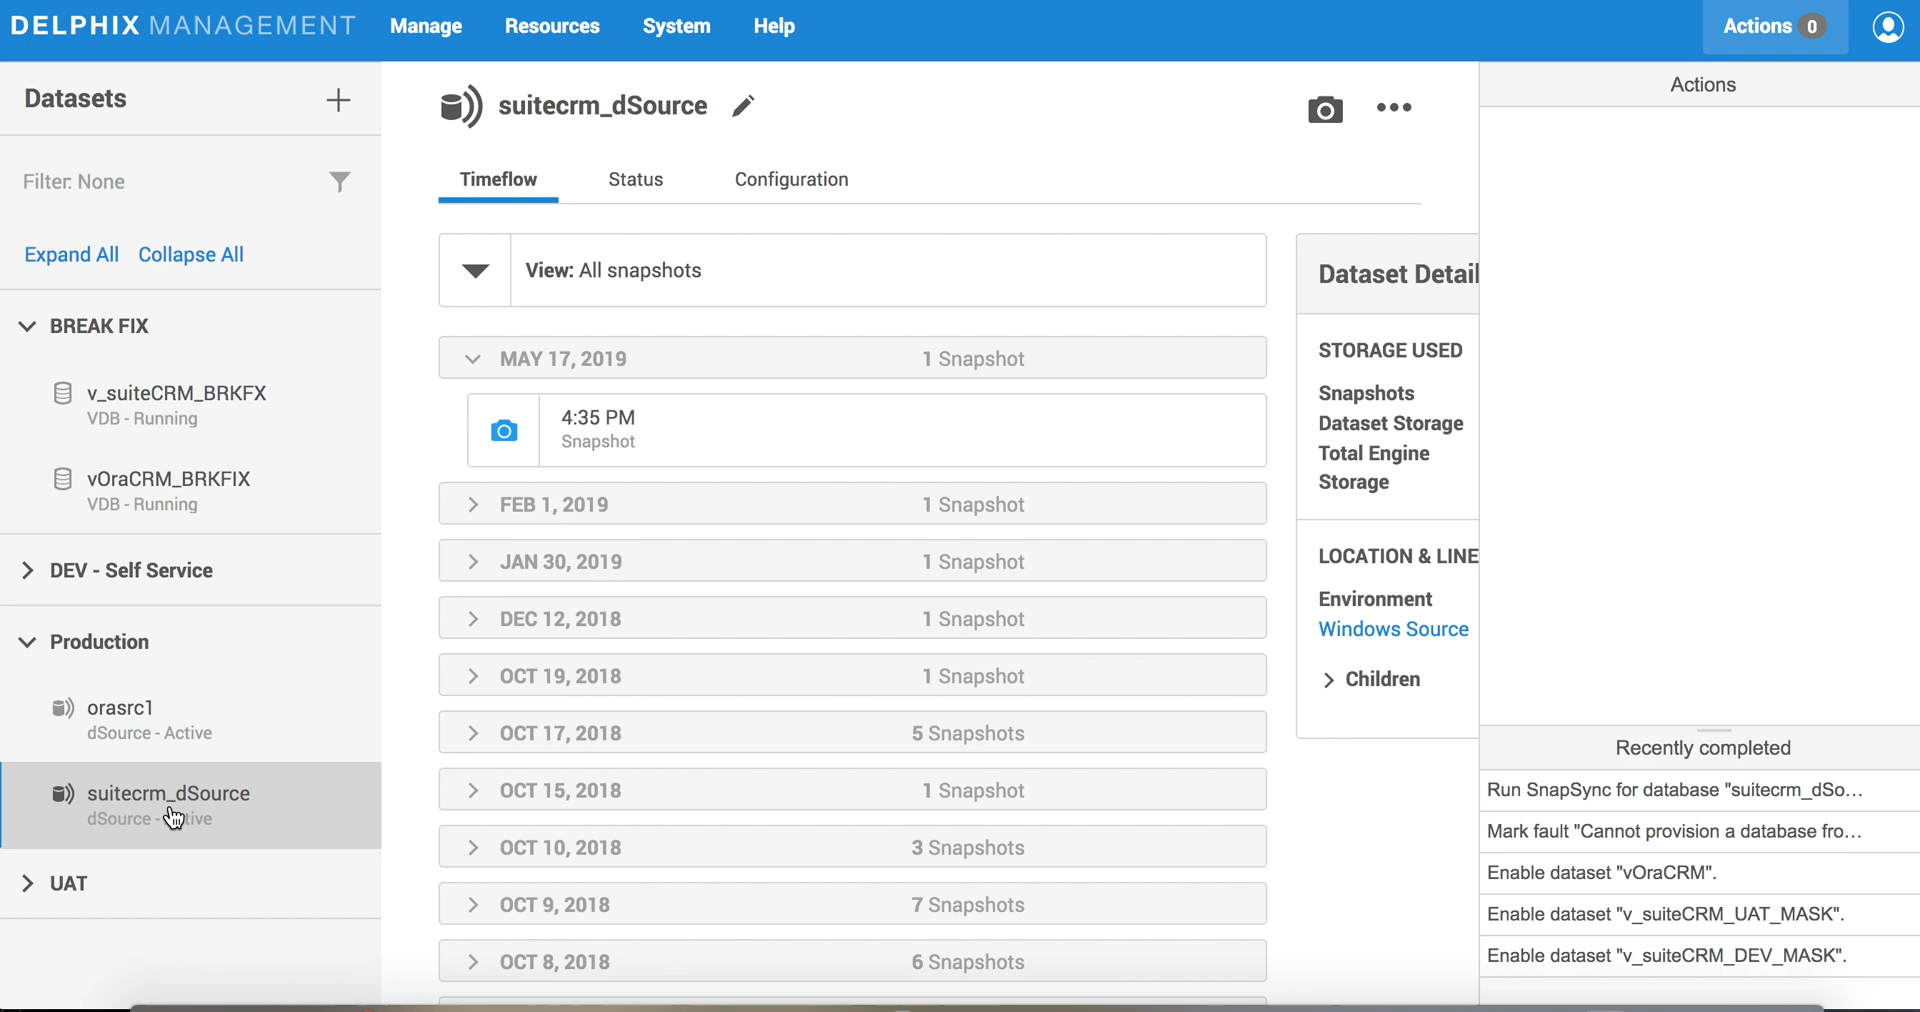 DELPHIX MANAGEMENT
Manage
Resources
System
Help
Actions 0
Datasets
Filter: None
Expand All Collapse All
BREAK FIX
v_suiteCRM_BRKFX
VDB - Running
vOraCRM_BRKFIX
VDB - Running
DEV - Self Service
Production
orasrc1
dSource - Active
suitecrm_dSource
dSource -
UAT
suitecrm_dSource
Timeflow
Status
Configuration
View: All snapshots
MAY 17, 2019 1 Snapshot
4:35 PM
Snapshot
FEB 1, 2019 1 Snapshot
JAN 30, 2019 1 Snapshot
DEC 12, 2018 1 Snapshot
OCT 19, 2018 1 Snapshot
OCT 17, 2018 5 Snapshots
OCT 15, 2018 1 Snapshot
OCT 10, 2018 3 Snapshots
OCT 9, 2018 7 Snapshots
OCT 8, 2018 6 Snapshots
Dataset Detail
STORAGE USED
Snapshots
Dataset Storage
Total Engine
Storage
LOCATION & LINE
Environment
Windows Source
Children
Actions
Recently completed
Run SnapSync for database "suitecrm_dSo...
Mark fault "Cannot provision a database fro...
Enable dataset "vOraCRM".
Enable dataset "v_suiteCRM_UAT_MASK".
Enable dataset "v_suiteCRM_DEV_MASK".